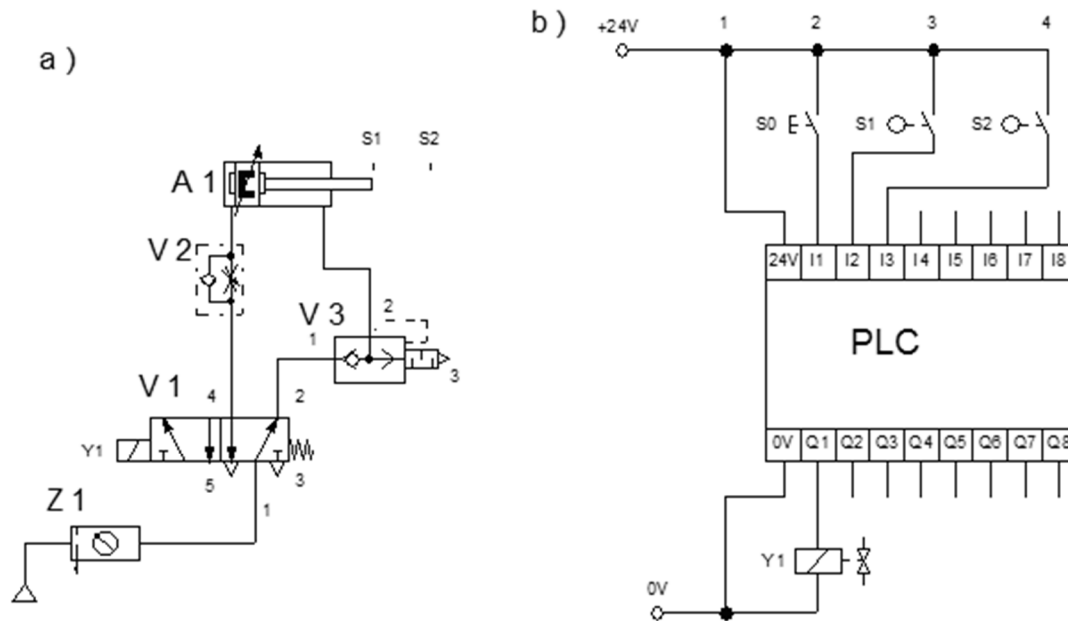 a )
S1 S2
A 1
V 2
V 3
2
1
3
V 1
4 2
Y1
5 3
1
Z 1
b )
+24V
1 2 3 4
S0 S1 S2
24V I1 I2 I3 I4 I5 I6 I7 I8
PLC
0V Q1 Q2 Q3 Q4 Q5 Q6 Q7 Q8
Y1
0V